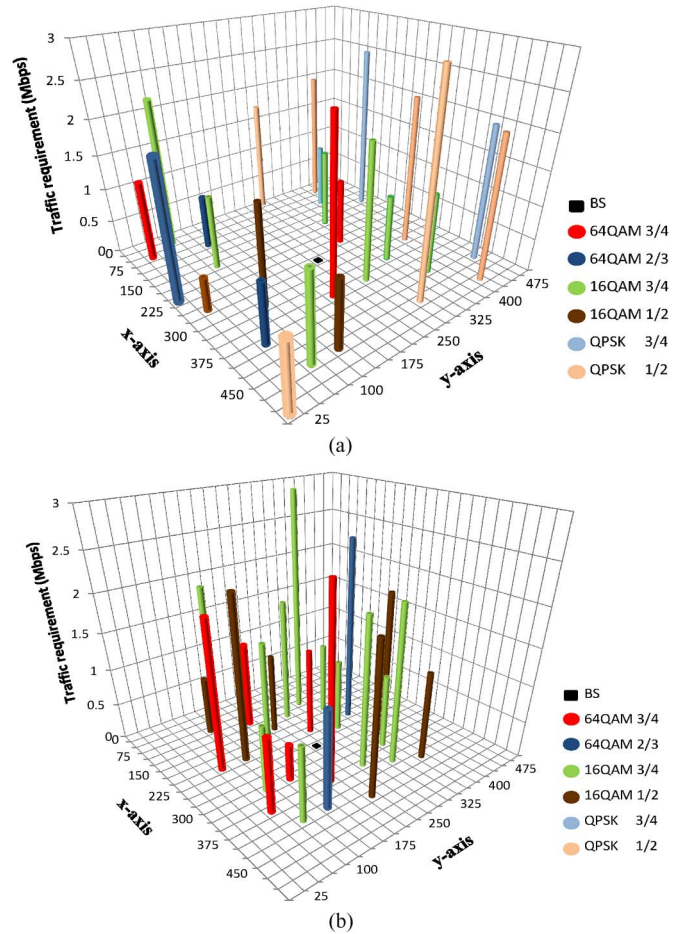 3
2.5
2
1.5
1
0.5
0
Traffic requirement (Mbps)
0
75
150
225
300
375
450
x-axis
25
100
175
250
325
400
475
y-axis
BS
64QAM 3/4
64QAM 2/3
16QAM 3/4
16QAM 1/2
QPSK 3/4
QPSK 1/2
(a)
3
2.5
2
1.5
1
0.5
0
Traffic requirement (Mbps)
0
75
150
225
300
375
450
x-axis
25
100
175
250
325
400
475
y-axis
BS
64QAM 3/4
64QAM 2/3
16QAM 3/4
16QAM 1/2
QPSK 3/4
QPSK 1/2
(b)